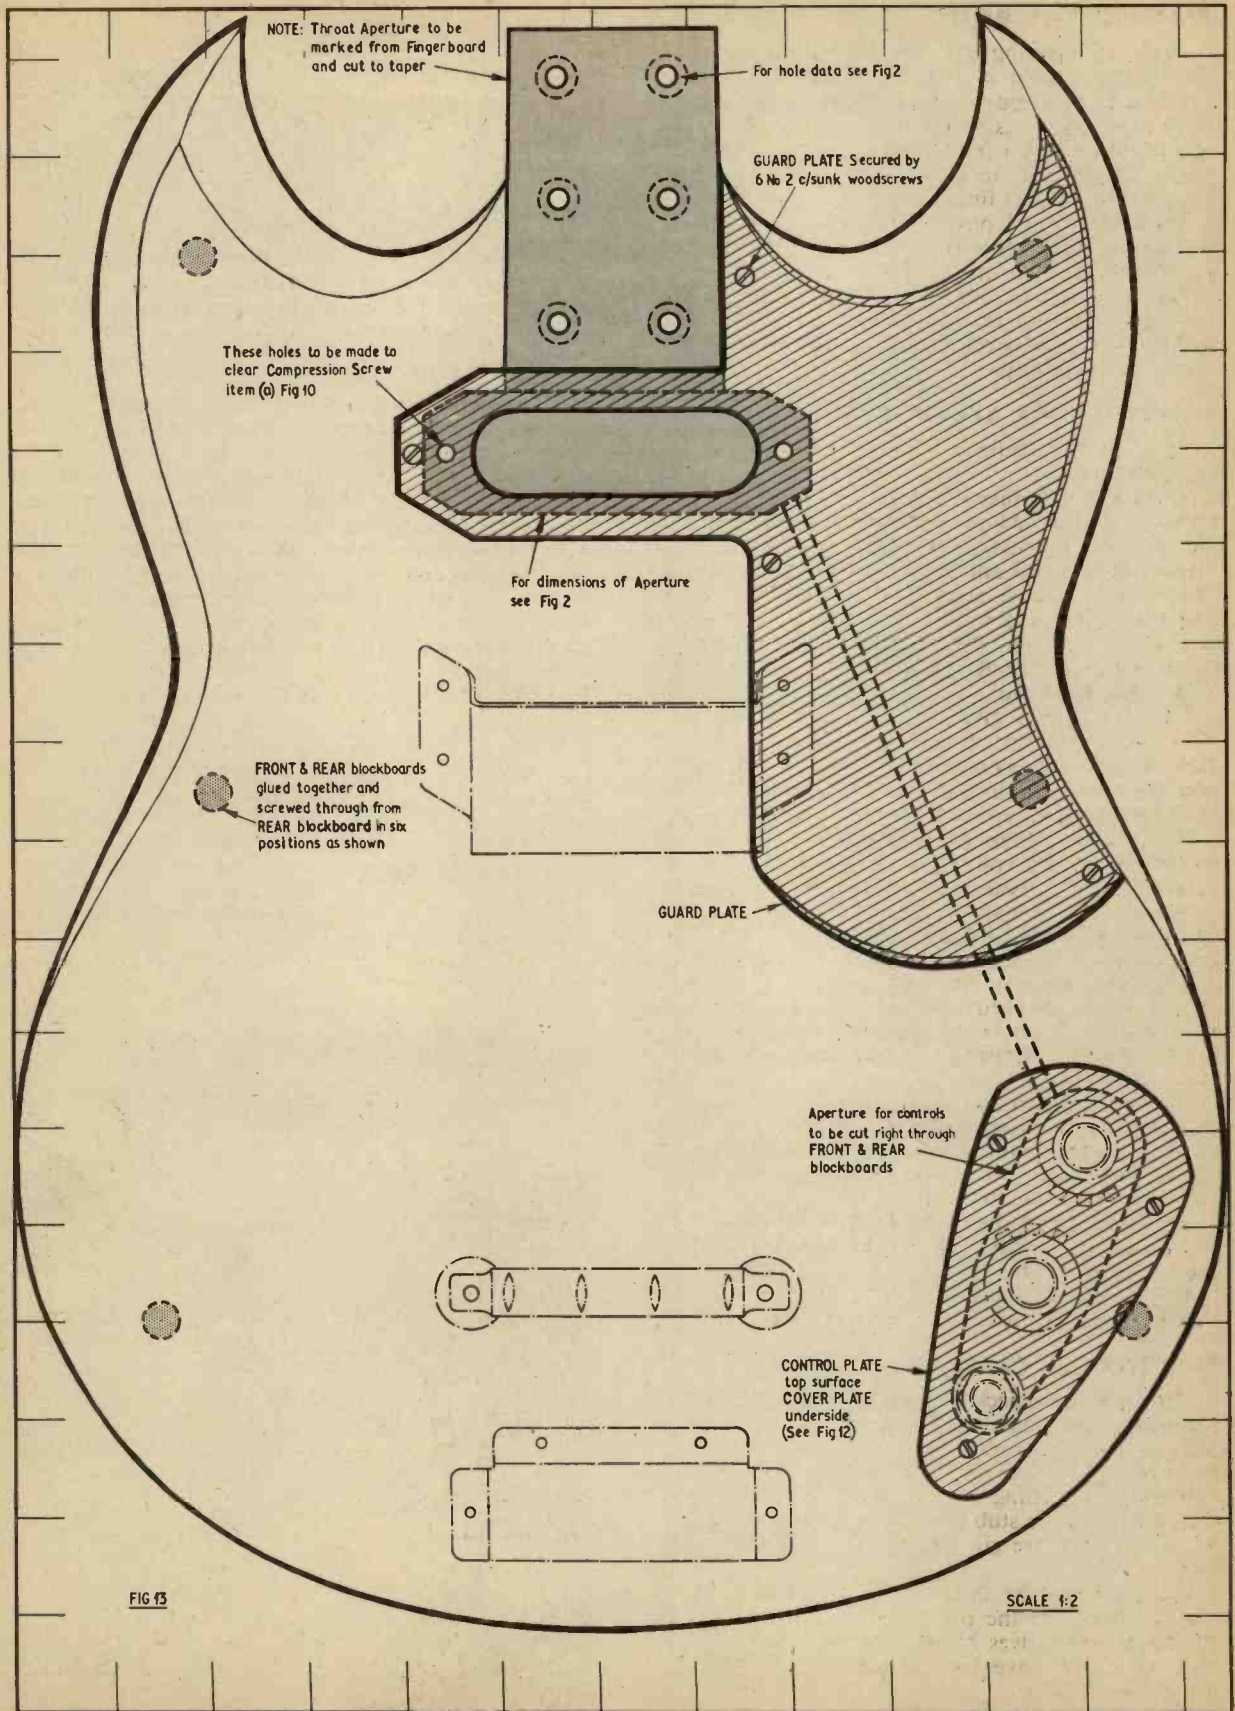 NOTE: Throat Aperture to be
marked from Fingerboard
and cut to taper
For hole data see Fig 2
GUARD PLATE Secured by
6 No 2 c/sunk woodscrews
These holes to be made to
clear Compression Screw
item (a) Fig 10
For dimensions of Aperture
see Fig 2
FRONT & REAR blockboards
glued together and
screwed through from
REAR blockboard in six
positions as shown
GUARD PLATE
Aperture for controls
to be cut right through
FRONT & REAR
blockboards
CONTROL PLATE
top surface
COVER PLATE
underside
(See Fig 12)
FIG 13
SCALE 1:2